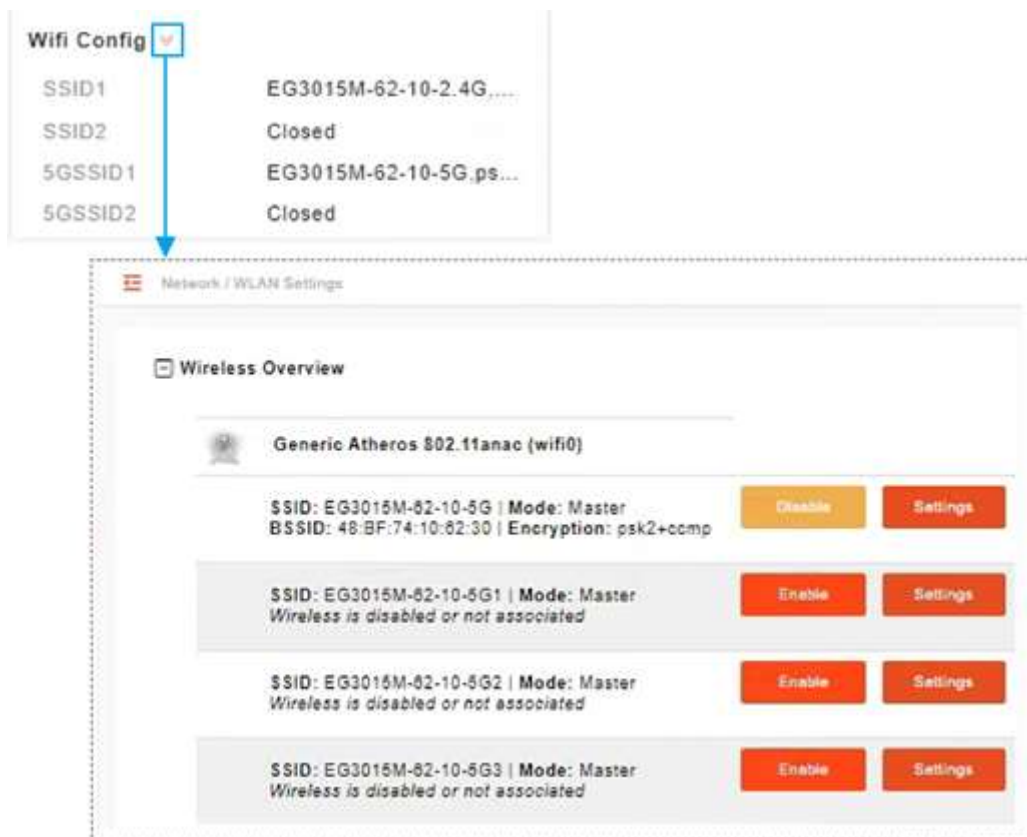 Wifi Config
SSID1 EG3015M-62-10-2.4G,...
SSID2 Closed
5GSSID1 EG3015M-62-10-5G,ps...
5GSSID2 Closed
Network / WLAN Settings
Wireless Overview
Generic Atheros 802.11anac (wifi0)
SSID: EG3015M-62-10-5G | Mode: Master
BSSID: 48:BF:74:10:62:30 | Encryption: psk2+ccmp
Disable Settings
SSID: EG3015M-62-10-5G1 | Mode: Master
Wireless is disabled or not associated
Enable Settings
SSID: EG3015M-62-10-5G2 | Mode: Master
Wireless is disabled or not associated
Enable Settings
SSID: EG3015M-62-10-5G3 | Mode: Master
Wireless is disabled or not associated
Enable Settings